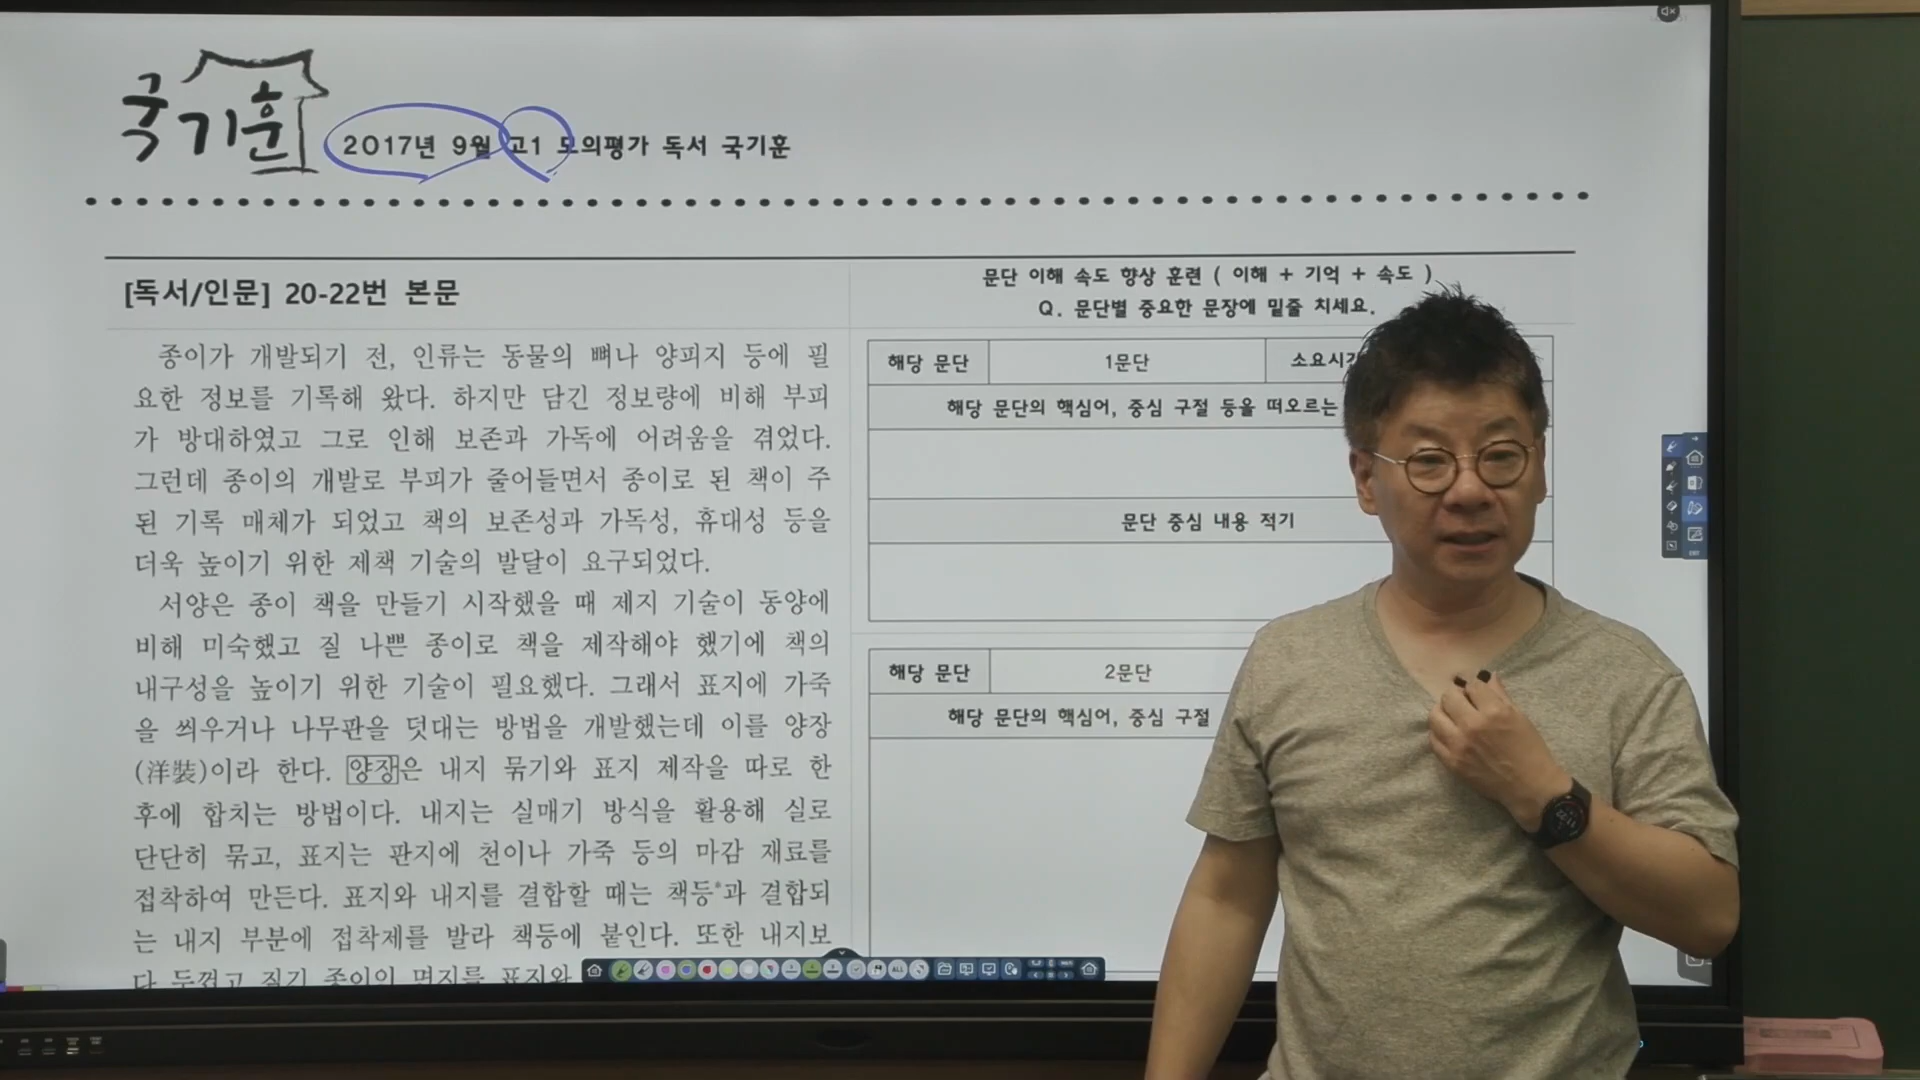 국기훈
2017년 9월 고1 모의평가 독서 국기훈
[독서/인문] 20-22번 본문
종이가 개발되기 전, 인류는 동물의 뼈나 양피지 등에 필
요한 정보를 기록해 왔다. 하지만 담긴 정보량에 비해 부피
가 방대하였고 그로 인해 보존과 가독에 어려움을 겪었다.
그런데 종이의 개발로 부피가 줄어들면서 종이로 된 책이 주
된 기록 매체가 되었고 책의 보존성과 가독성, 휴대성 등을
더욱 높이기 위한 제책 기술의 발달이 요구되었다.
서양은 종이 책을 만들기 시작했을 때 제지 기술이 동양에
비해 미숙했고 질 나쁜 종이로 책을 제작해야 했기에 책의
내구성을 높이기 위한 기술이 필요했다. 그래서 표지에 가죽
을 씌우거나 나무판을 덧대는 방법을 개발했는데 이를 양장
(洋裝)이라 한다. 양장은 내지 묶기와 표지 제작을 따로 한
후에 합치는 방법이다. 내지는 실매기 방식을 활용해 실로
단단히 묶고, 표지는 판지에 천이나 가죽 등의 마감 재료를
접착하여 만든다. 표지와 내지를 결합할 때는 책등*과 결합되
는 내지 부분에 접착제를 발라 책등에 붙인다. 또한 내지보
다 두껍고 질긴 종이인 면지를 표지와
문단 이해 속도 향상 훈련 ( 이해 + 기억 + 속도 )
Q. 문단별 중요한 문장에 밑줄 치세요.
해당 문단 1문단 소요시간
해당 문단의 핵심어, 중심 구절 등을 떠오르는
문단 중심 내용 적기
해당 문단 2문단
해당 문단의 핵심어, 중심 구절